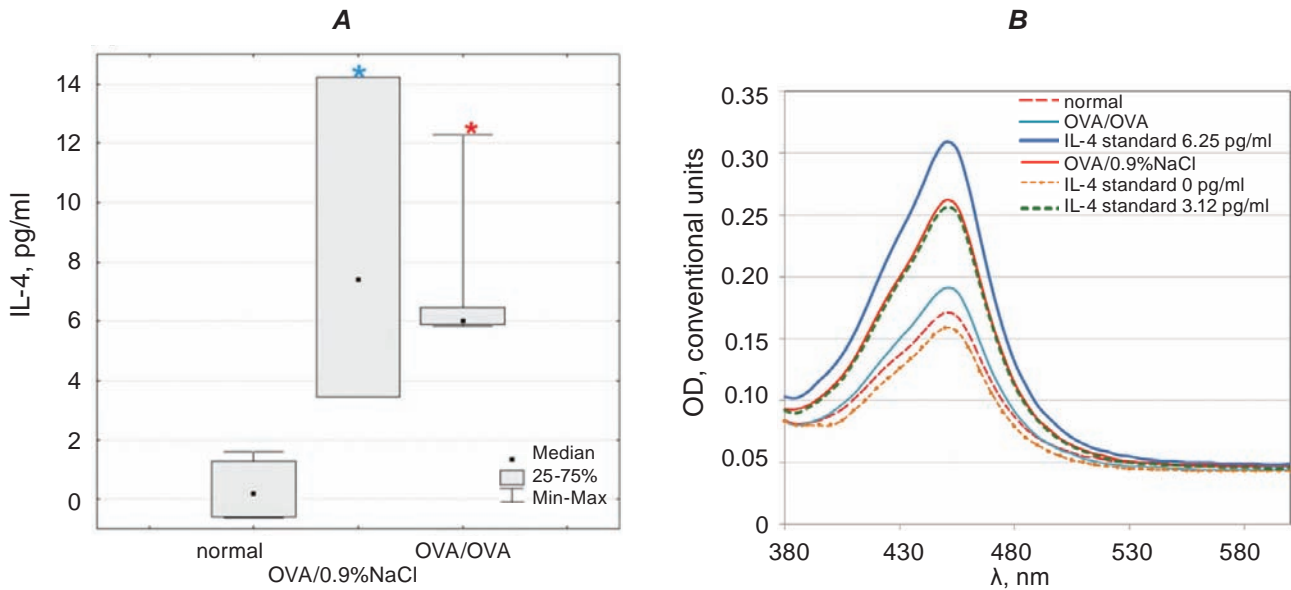 A
IL-4, pg/ml
14
12
10
8
6
4
2
0
*
*
Median
25-75%
Min-Max
normal
OVA/OVA
OVA/0.9%NaCl
B
OD, conventional units
0.35
0.30
0.25
0.20
0.15
0.10
0.05
0
normal
OVA/OVA
IL-4 standard 6.25 pg/ml
OVA/0.9%NaCl
IL-4 standard 0 pg/ml
IL-4 standard 3.12 pg/ml
380
430
480
530
580
λ, nm